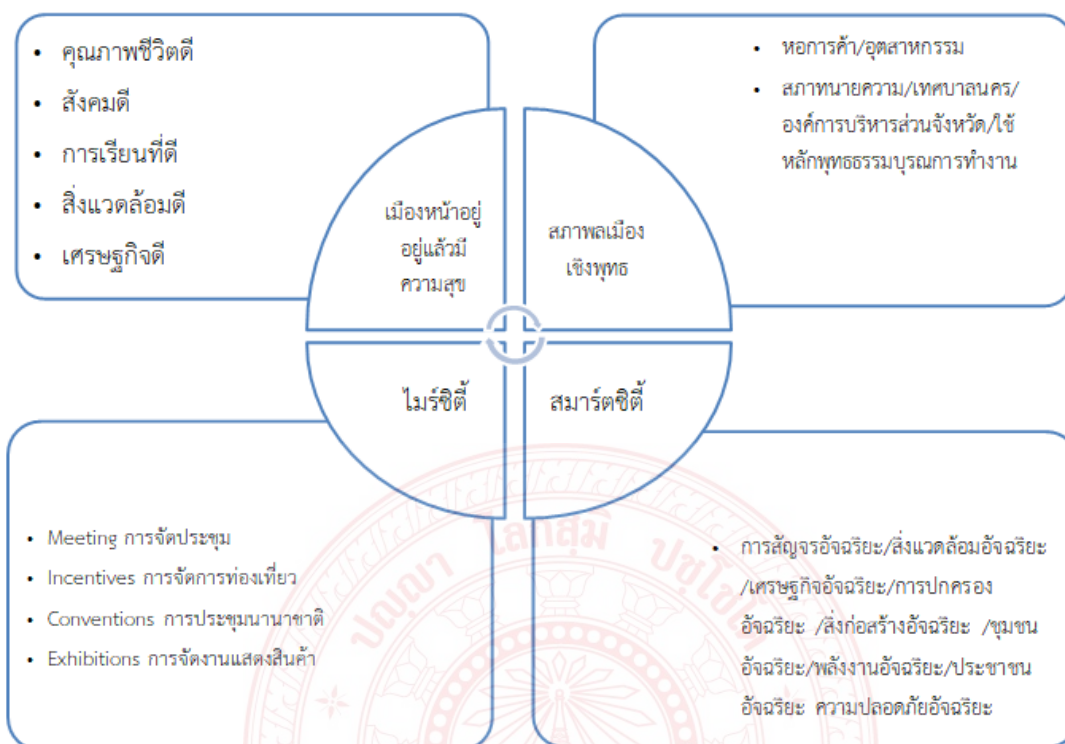 คุณภาพชีวิตดี
สังคมดี
การเรียนที่ดี
สิ่งแวดล้อมดี
เศรษฐกิจดี
หอการค้า/อุตสาหกรรม
สภาทนายความ/เทศบาลนคร/
องค์การบริหารส่วนจังหวัด/ใช้
หลักพุทธธรรมบูรณการทำงาน
เมืองหน้าอยู่
อยู่แล้วมี
ความสุข
สภาพลเมือง
เชิงพุทธ
ไมร์ซิตี้
สมาร์ตซิตี้
Meeting การจัดประชุม
Incentives การจัดการท่องเที่ยว
Conventions การประชุมนานาชาติ
Exhibitions การจัดงานแสดงสินค้า
การสัญจรอัจฉริยะ/สิ่งแวดล้อมอัจฉริยะ
/เศรษฐกิจอัจฉริยะ/การปกครอง
อัจฉริยะ /สิ่งก่อสร้างอัจฉริยะ /ชุมชน
อัจฉริยะ/พลังงานอัจฉริยะ/ประชาชน
อัจฉริยะ ความปลอดภัยอัจฉริยะ
ปญฺญา โลกสฺมิ ปชฺโชโต